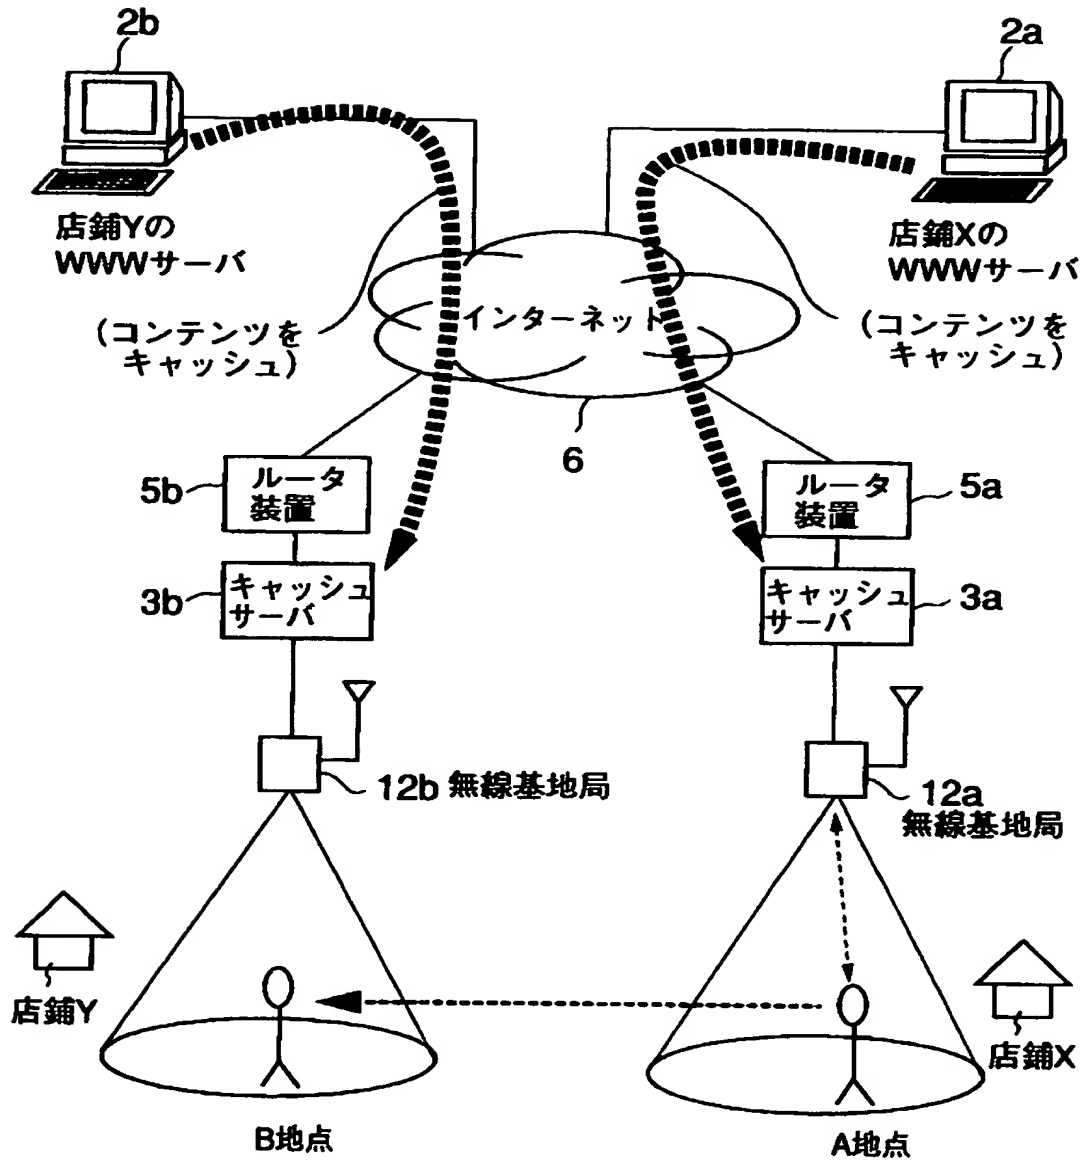 2b
2a
店鋪Yの
WWWサーバ
店鋪Xの
WWWサーバ
(コンテンツを
キャッシュ)
インターネット
(コンテンツを
キャッシュ)
6
5b
ルータ
装置
ルータ
装置
5a
3b
キャッシュ
サーバ
キャッシュ
サーバ
3a
12b 無線基地局
12a
無線基地局
店鋪Y
店鋪X
B地点
A地点